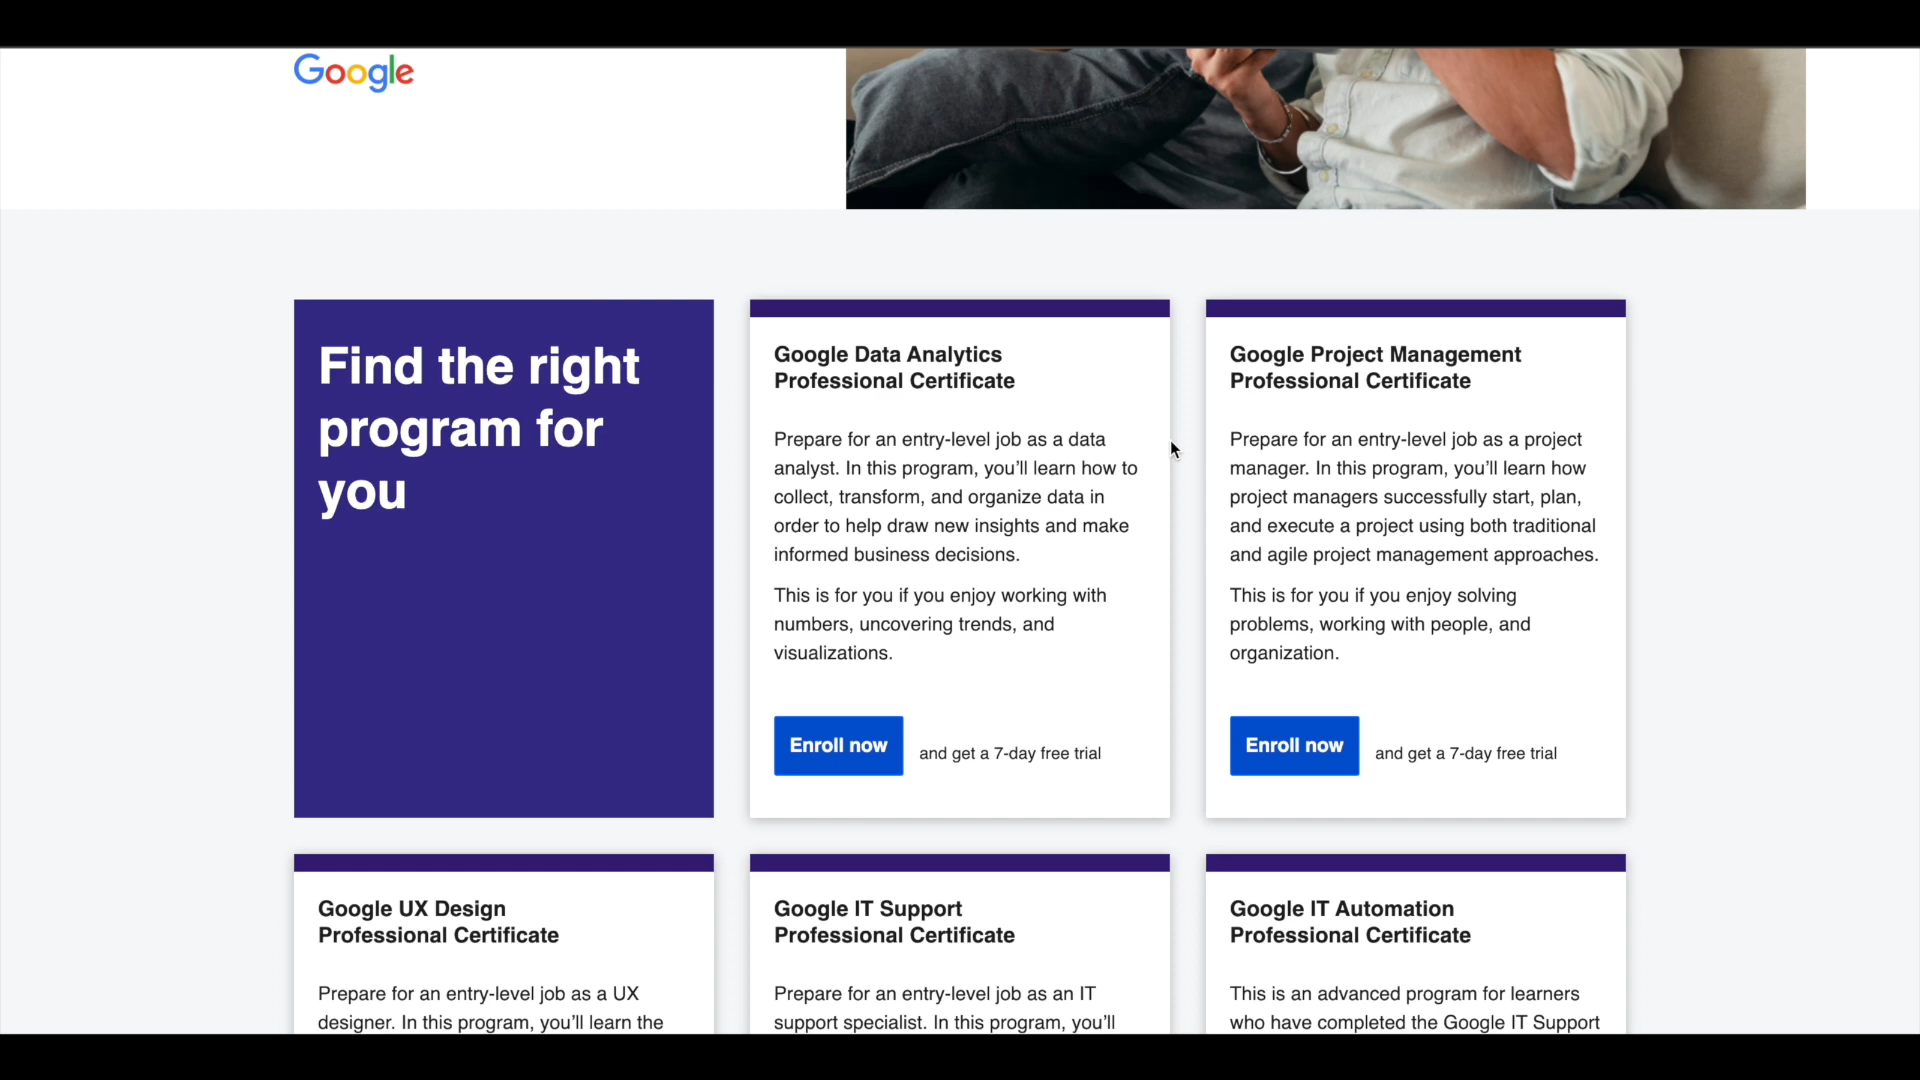 Google
Find the right
program for
you
Google Data Analytics
Professional Certificate
Prepare for an entry-level job as a data
analyst. In this program, you’ll learn how to
collect, transform, and organize data in
order to help draw new insights and make
informed business decisions.
This is for you if you enjoy working with
numbers, uncovering trends, and
visualizations.
Enroll now and get a 7-day free trial
Google Project Management
Professional Certificate
Prepare for an entry-level job as a project
manager. In this program, you’ll learn how
project managers successfully start, plan,
and execute a project using both traditional
and agile project management approaches.
This is for you if you enjoy solving
problems, working with people, and
organization.
Enroll now and get a 7-day free trial
Google UX Design
Professional Certificate
Prepare for an entry-level job as a UX
designer. In this program, you’ll learn the
Google IT Support
Professional Certificate
Prepare for an entry-level job as an IT
support specialist. In this program, you’ll
Google IT Automation
Professional Certificate
This is an advanced program for learners
who have completed the Google IT Support